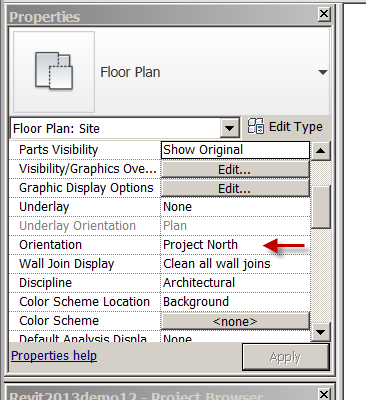 Properties
Floor Plan
Floor Plan: Site Edit Type
Parts Visibility Show Original
Visibility/Graphics Ove... Edit...
Graphic Display Options Edit...
Underlay None
Underlay Orientation Plan
Orientation Project North
Wall Join Display Clean all wall joins
Discipline Architectural
Color Scheme Location Background
Color Scheme <none>
Default Analysis Displa... None
Properties help Apply
Revit2013demo12 - Project Browser